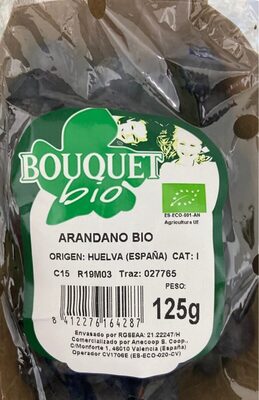 BOUQUET
bio
ES-ECO-001-AN
Agricultura UE
ARANDANO BIO
ORIGEN: HUELVA (ESPAÑA) CAT: I
C15 R19M03 Traz: 027765
PESO:
125g
8 412276 164287
Envasado por RGSEAA: 21.22247/H
Comercializado por Anecoop S. Coop.,
C/Monforte 1, 46010 Valencia (España)
Operador CV1706E (ES-ECO-020-CV)